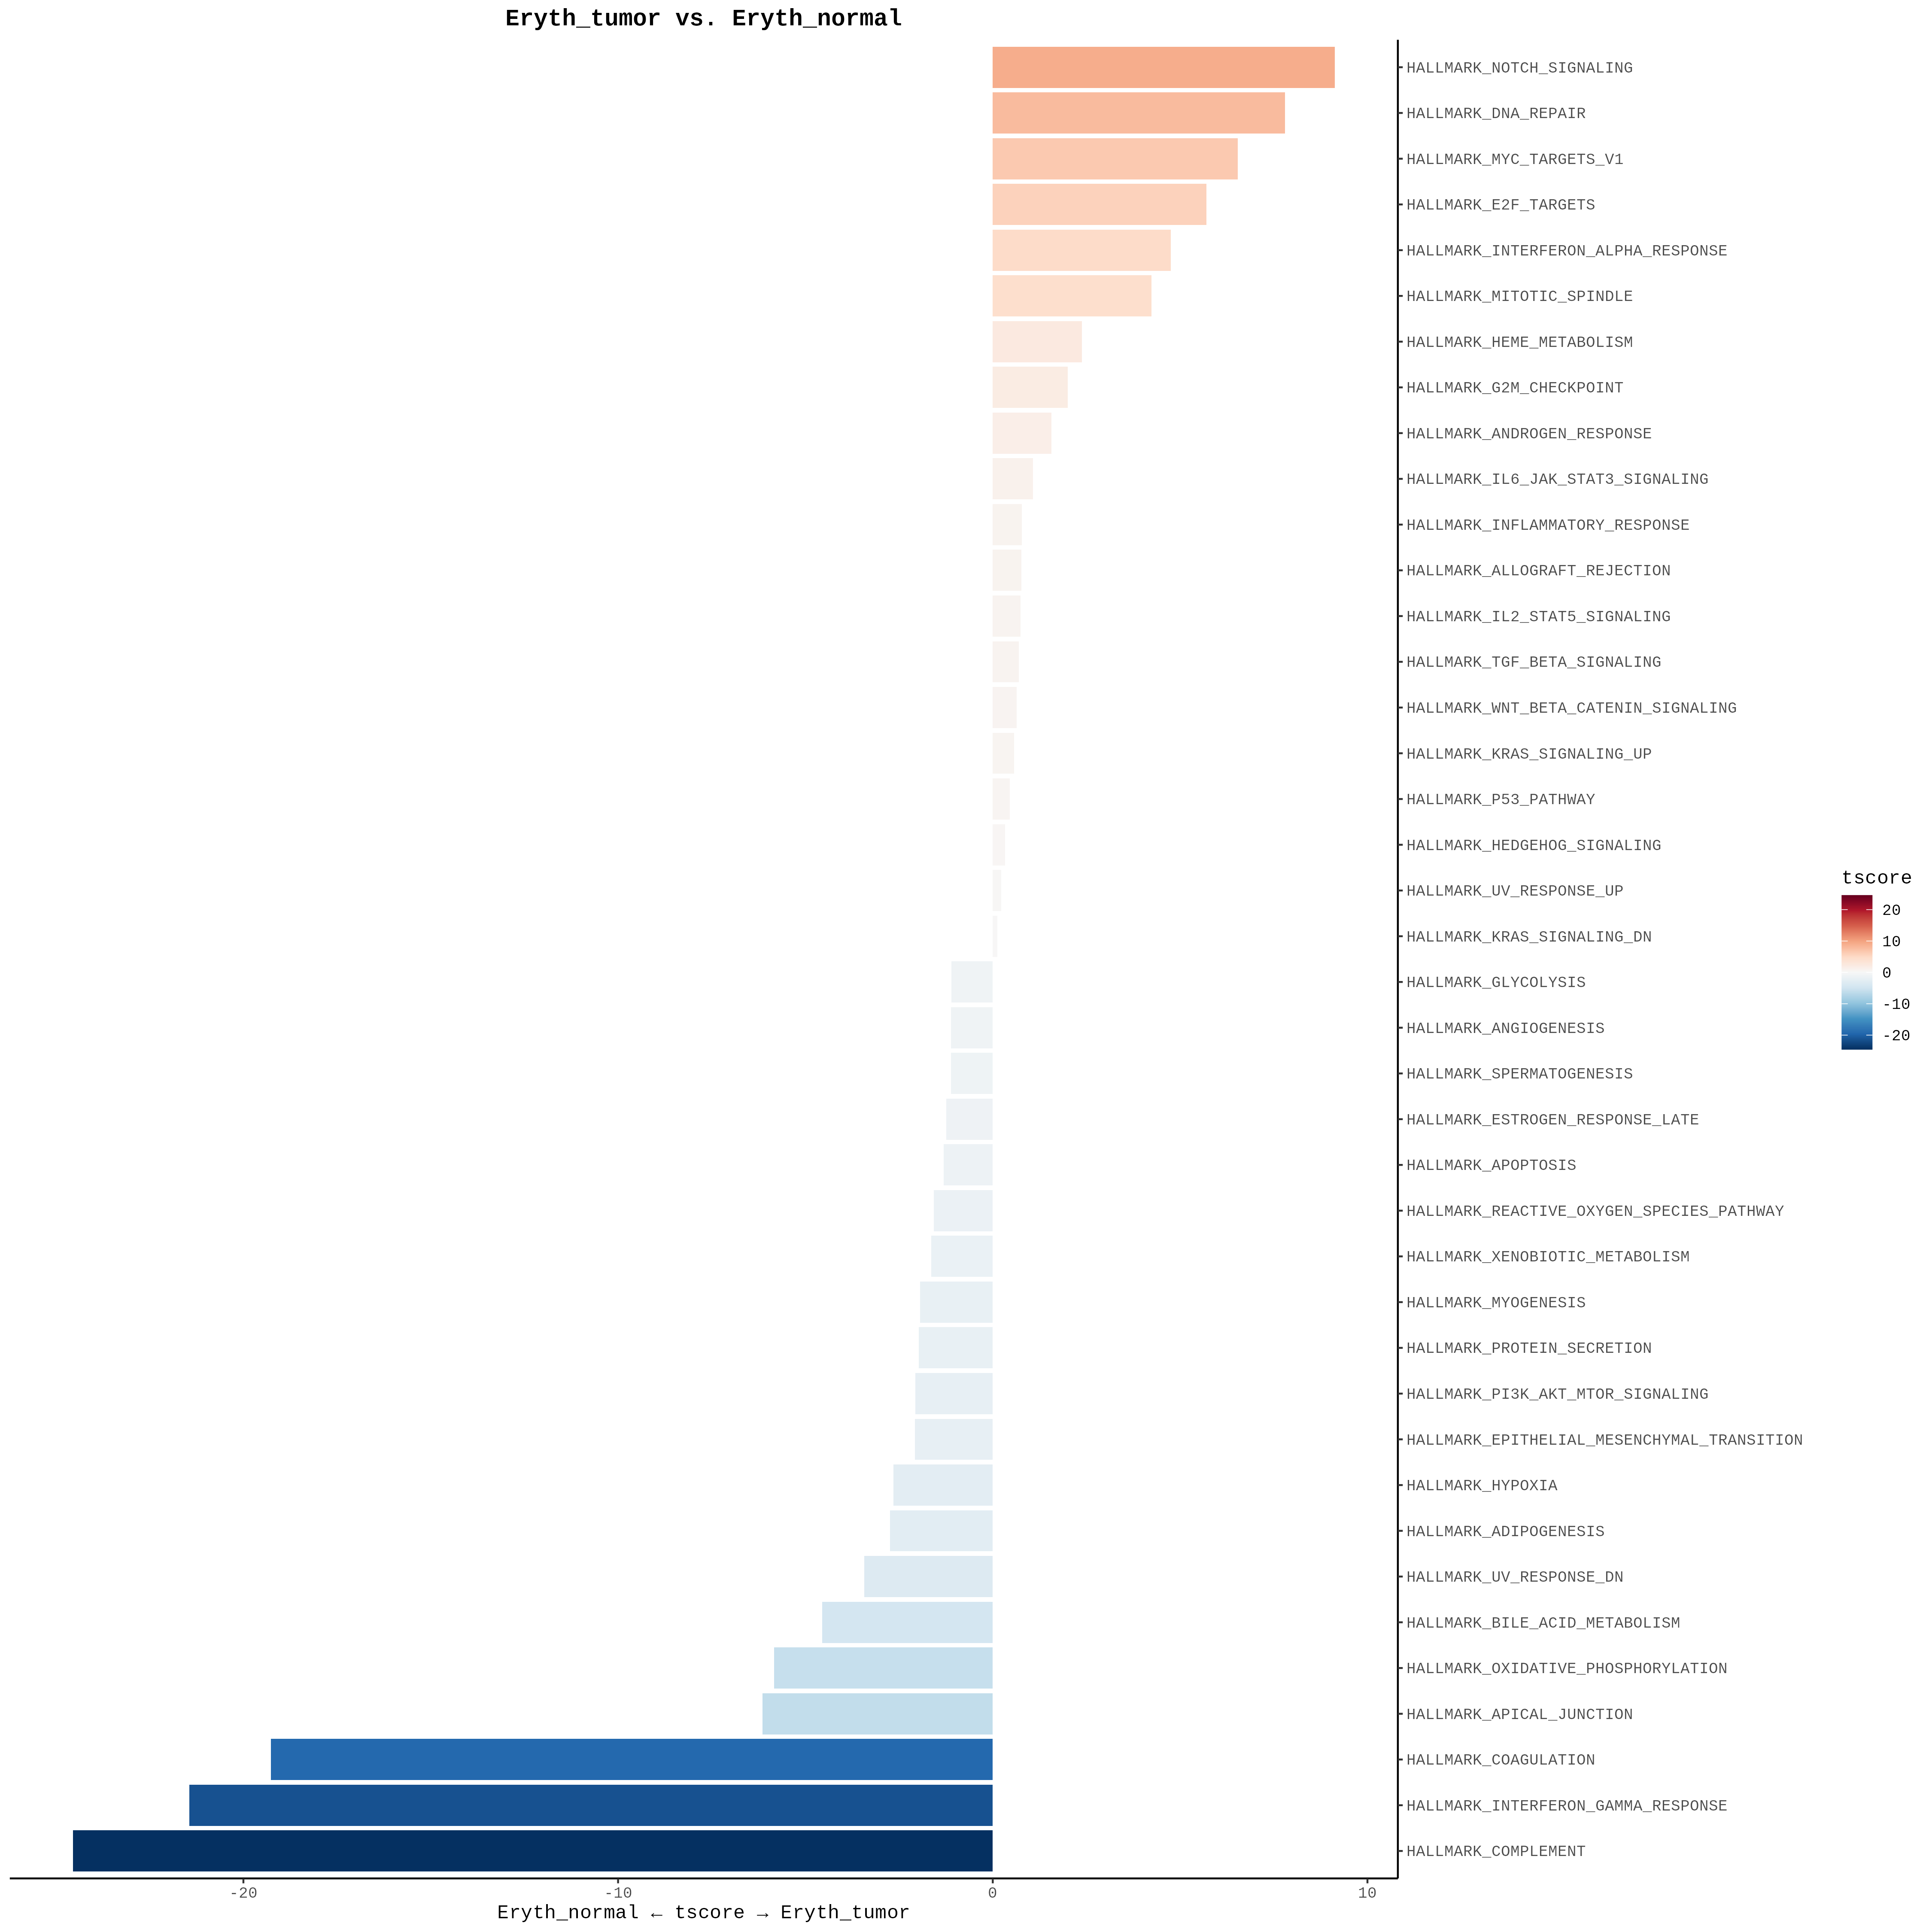 Eryth_tumor vs. Eryth_normal
HALLMARK_NOTCH_SIGNALING
HALLMARK_DNA_REPAIR
HALLMARK_MYC_TARGETS_V1
HALLMARK_E2F_TARGETS
HALLMARK_INTERFERON_ALPHA_RESPONSE
HALLMARK_MITOTIC_SPINDLE
HALLMARK_HEME_METABOLISM
HALLMARK_G2M_CHECKPOINT
HALLMARK_ANDROGEN_RESPONSE
HALLMARK_IL6_JAK_STAT3_SIGNALING
HALLMARK_INFLAMMATORY_RESPONSE
HALLMARK_ALLOGRAFT_REJECTION
HALLMARK_IL2_STAT5_SIGNALING
HALLMARK_TGF_BETA_SIGNALING
HALLMARK_WNT_BETA_CATENIN_SIGNALING
HALLMARK_KRAS_SIGNALING_UP
HALLMARK_P53_PATHWAY
HALLMARK_HEDGEHOG_SIGNALING
HALLMARK_UV_RESPONSE_UP
HALLMARK_KRAS_SIGNALING_DN
HALLMARK_GLYCOLYSIS
HALLMARK_ANGIOGENESIS
HALLMARK_SPERMATOGENESIS
HALLMARK_ESTROGEN_RESPONSE_LATE
HALLMARK_APOPTOSIS
HALLMARK_REACTIVE_OXYGEN_SPECIES_PATHWAY
HALLMARK_XENOBIOTIC_METABOLISM
HALLMARK_MYOGENESIS
HALLMARK_PROTEIN_SECRETION
HALLMARK_PI3K_AKT_MTOR_SIGNALING
HALLMARK_EPITHELIAL_MESENCHYMAL_TRANSITION
HALLMARK_HYPOXIA
HALLMARK_ADIPOGENESIS
HALLMARK_UV_RESPONSE_DN
HALLMARK_BILE_ACID_METABOLISM
HALLMARK_OXIDATIVE_PHOSPHORYLATION
HALLMARK_APICAL_JUNCTION
HALLMARK_COAGULATION
HALLMARK_INTERFERON_GAMMA_RESPONSE
HALLMARK_COMPLEMENT
-20 -10 0 10
Eryth_normal ← tscore → Eryth_tumor
tscore
20
10
0
-10
-20